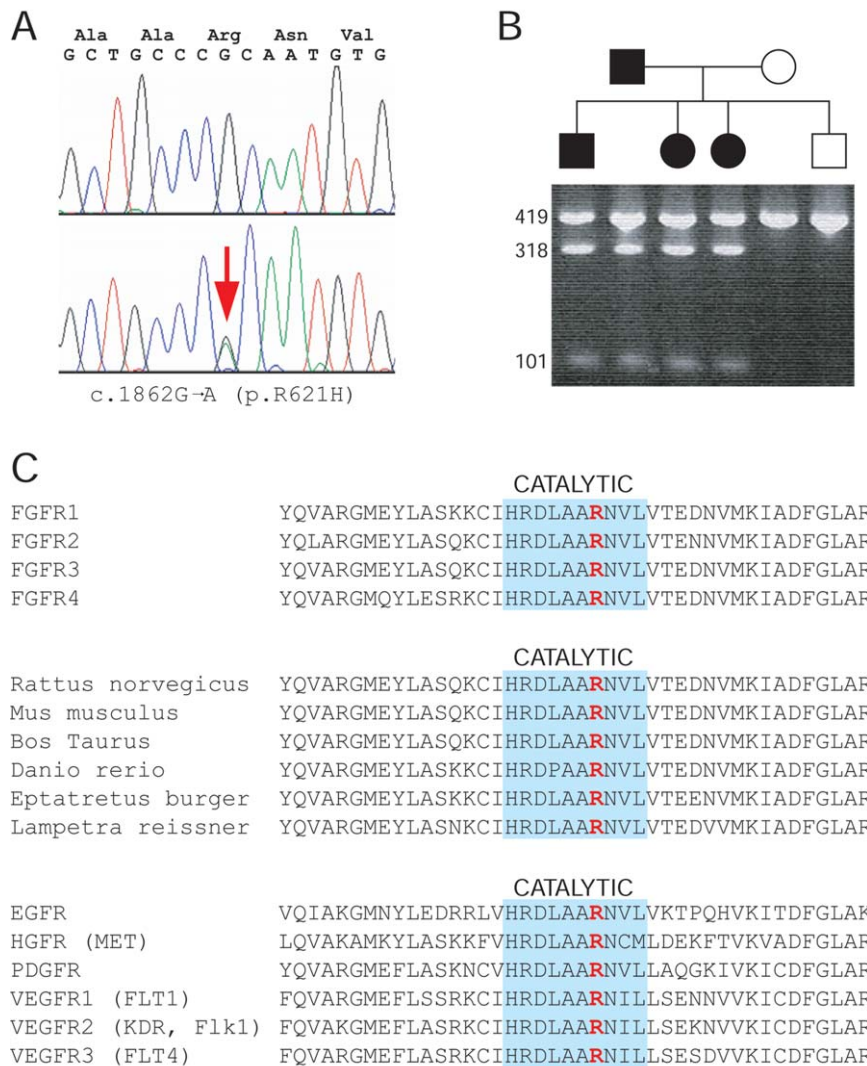 A
Ala Ala Arg Asn Val
G C T G C C C G C A A T G T G
c.1862G→A (p.R621H)
B
419
318
101
C
CATALYTIC
FGFR1 YQVARGMEYLASKKCIHRDLAARNVLVTEDNVMKIADFGLAR
FGFR2 YQLARGMEYLASQKCIHRDLAARNVLVTENNVMKIADFGLAR
FGFR3 YQVARGMEYLASQKCIHRDLAARNVLVTEDNVMKIADFGLAR
FGFR4 YQVARGMQYLESRKCIHRDLAARNVLVTEDNVMKIADFGLAR
CATALYTIC
Rattus norvegicus YQVARGMEYLASQKCIHRDLAARNVLVTEDNVMKIADFGLAR
Mus musculus YQVARGMEYLASQKCIHRDLAARNVLVTEDNVMKIADFGLAR
Bos Taurus YQVARGMEYLASQKCIHRDLAARNVLVTEDNVMKIADFGLAR
Danio rerio YQVARGMEYLASKKCIHRDPAARNVLVTEDNVMKIADFGLAR
Eptatretus burger YQVARGMEYLASKKCIHRDLAARNVLVTEENVMKIADFGLAR
Lampetra reissner YQVARGMEYLASNKCIHRDLAARNVLVTEDVVMKIADFGLAR
CATALYTIC
EGFR VQIAKGMNYLEDRRLVHRDLAARNVLVKTPQHVKITDFGLAK
HGFR (MET) LQVAKAMKYLASKKFVHRDLAARNCMLDEKFTVKVADFGLAR
PDGFR YQVARGMEFLASKNCVHRDLAARNVLLAQGKIVKICDFGLAR
VEGFR1 (FLT1) FQVARGMEFLSSRKCIHRDLAARNILLSENNVVKICDFGLAR
VEGFR2 (KDR, Flk1) FQVAKGMEFLASRKCIHRDLAARNILLSEKNVVKICDFGLAR
VEGFR3 (FLT4) FQVARGMEFLASRKCIHRDLAARNILLSESDVVKICDFGLAR